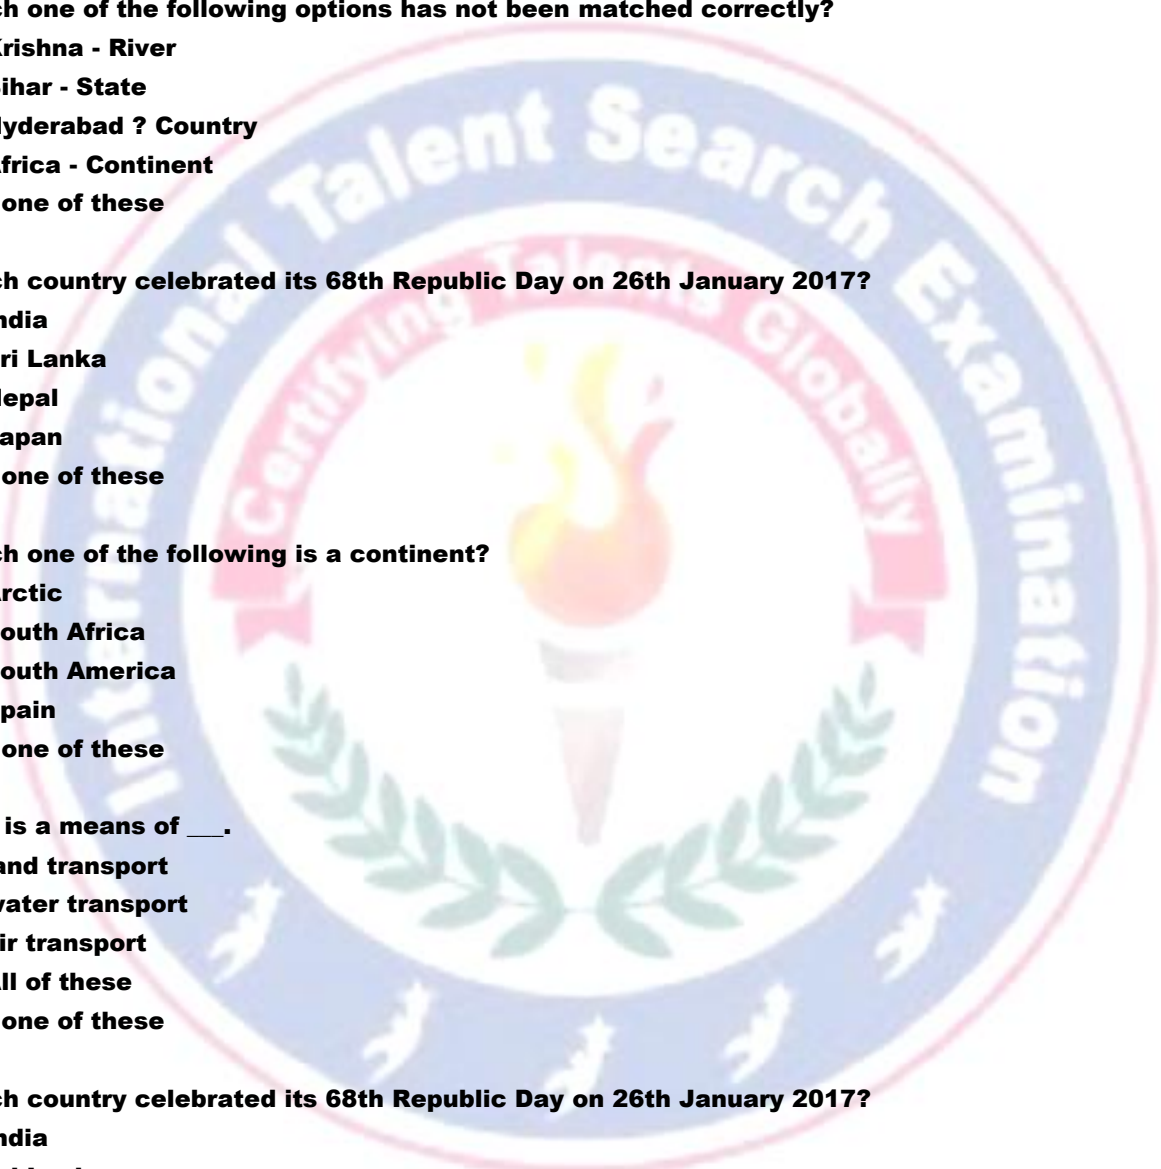 ch one of the following options has not been matched correctly?
Krishna - River
ihar - State
yderabad ? Country
frica - Continent
one of these
ch country celebrated its 68th Republic Day on 26th January 2017?
ndia
ri Lanka
epal
apan
one of these
ch one of the following is a continent?
rctic
outh Africa
outh America
pain
one of these
is a means of ___.
and transport
water transport
ir transport
ll of these
one of these
ch country celebrated its 68th Republic Day on 26th January 2017?
ndia
International Talent Search Examination
Certifying Talents Globally